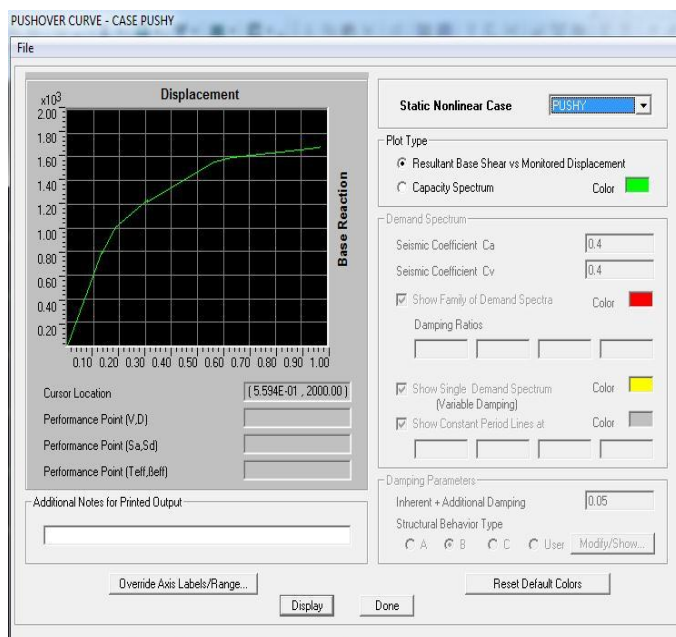 PUSHOVER CURVE - CASE PUSHY
File
Displacement
x10³
2.00
1.80
1.60
1.40
1.20
1.00
0.80
0.60
0.40
0.20
Base Reaction
0.10 0.20 0.30 0.40 0.50 0.60 0.70 0.80 0.90 1.00
Cursor Location (5.594E-01 , 2000.00 )
Performance Point (V,D)
Performance Point (Sa,Sd)
Performance Point (Teff,βeff)
Additional Notes for Printed Output
Override Axis Labels/Range...
Static Nonlinear Case PUSHY
Plot Type
Resultant Base Shear vs Monitored Displacement
Capacity Spectrum Color
Demand Spectrum
Seismic Coefficient Ca 0.4
Seismic Coefficient Cv 0.4
Show Family of Demand Spectra Color
Damping Ratios
Show Single Demand Spectrum Color
(Variable Damping)
Show Constant Period Lines at Color
Damping Parameters
Inherent + Additional Damping 0.05
Structural Behavior Type
A B C User Modify/Show...
Reset Default Colors
Display Done